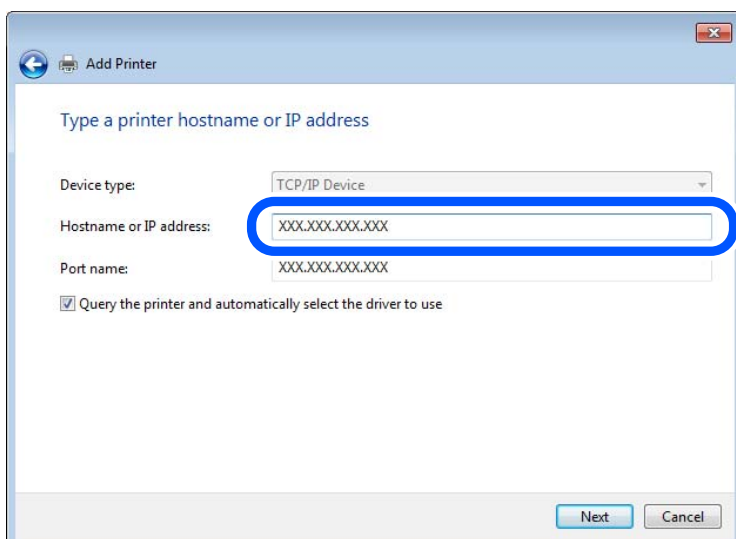 Add Printer
Type a printer hostname or IP address
Device type: TCP/IP Device
Hostname or IP address: XXX.XXX.XXX.XXX
Port name: XXX.XXX.XXX.XXX
Query the printer and automatically select the driver to use
Next Cancel